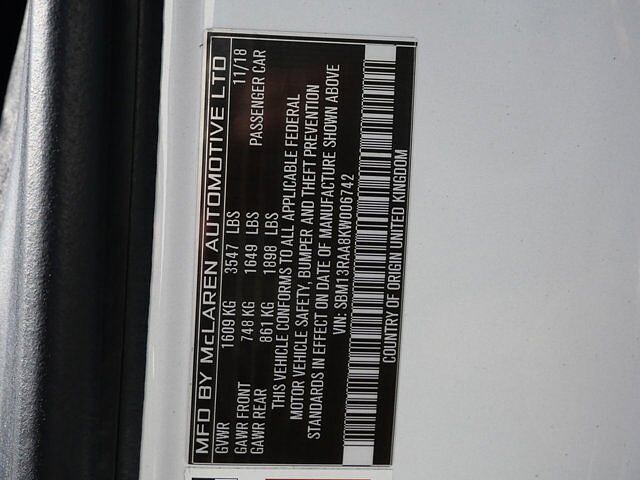 MFD BY McLAREN AUTOMOTIVE LTD
GVWR 1609 KG 3547 LBS 11/18
GAWR FRONT 748 KG 1649 LBS PASSENGER CAR
GAWR REAR 861 KG 1898 LBS
THIS VEHICLE CONFORMS TO ALL APPLICABLE FEDERAL
MOTOR VEHICLE SAFETY, BUMPER AND THEFT PREVENTION
STANDARDS IN EFFECT ON DATE OF MANUFACTURE SHOWN ABOVE
VIN: SBM13RAA8KW006742
COUNTRY OF ORIGIN UNITED KINGDOM